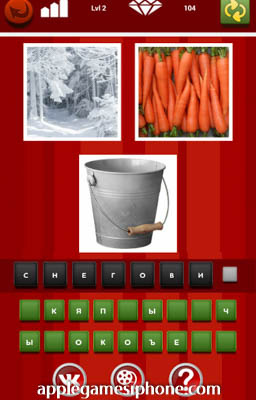 Lvl 2 104
С Н Е Г О В И
К Я П Ы Ч
Ы О К О Ъ Е
?
applegamesiphone.com